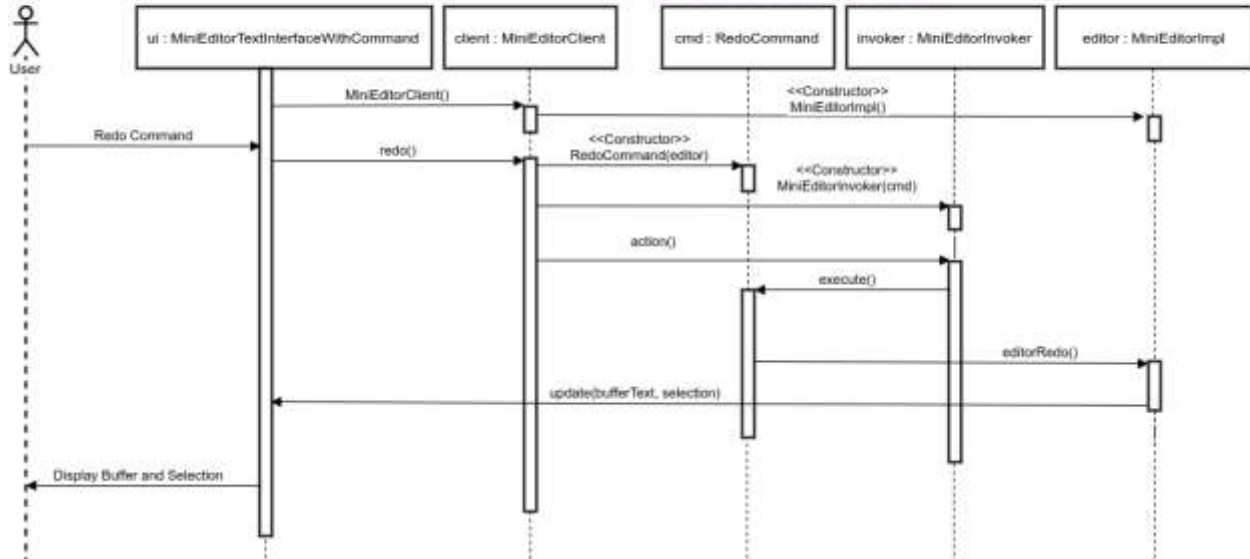 ui : MiniEditorTextInterfaceWithCommand
client : MiniEditorClient
cmd : RedoCommand
invoker : MiniEditorInvoker
editor : MiniEditorImpl
User
MiniEditorClient()
<<Constructor>>
MiniEditorImpl()
Redo Command
redo()
<<Constructor>>
RedoCommand(editor)
<<Constructor>>
MiniEditorInvoker(cmd)
action()
execute()
editorRedo()
update(bufferText, selection)
Display Buffer and Selection